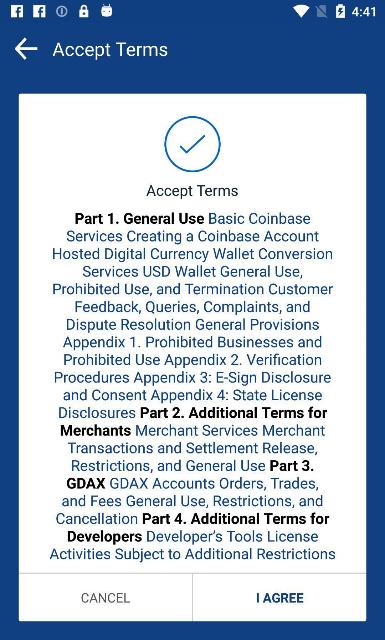 4:41
Accept Terms
Accept Terms
Part 1. General Use Basic Coinbase
Services Creating a Coinbase Account
Hosted Digital Currency Wallet Conversion
Services USD Wallet General Use,
Prohibited Use, and Termination Customer
Feedback, Queries, Complaints, and
Dispute Resolution General Provisions
Appendix 1. Prohibited Businesses and
Prohibited Use Appendix 2. Verification
Procedures Appendix 3: E-Sign Disclosure
and Consent Appendix 4: State License
Disclosures Part 2. Additional Terms for
Merchants Merchant Services Merchant
Transactions and Settlement Release,
Restrictions, and General Use Part 3.
GDAX GDAX Accounts Orders, Trades,
and Fees General Use, Restrictions, and
Cancellation Part 4. Additional Terms for
Developers Developer's Tools License
Activities Subject to Additional Restrictions
CANCEL
I AGREE